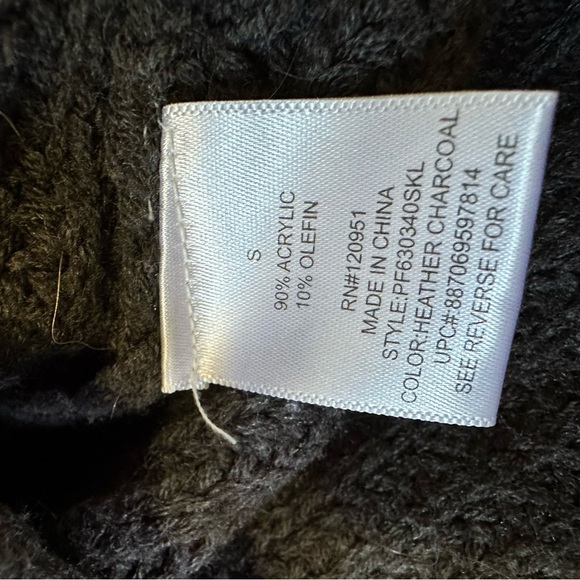 S
90% ACRYLIC
10% OLEFIN
RN#120951
MADE IN CHINA
STYLE:PF630340SKL
COLOR:HEATHER CHARCOAL
UPC#:887069597814
SEE REVERSE FOR CARE